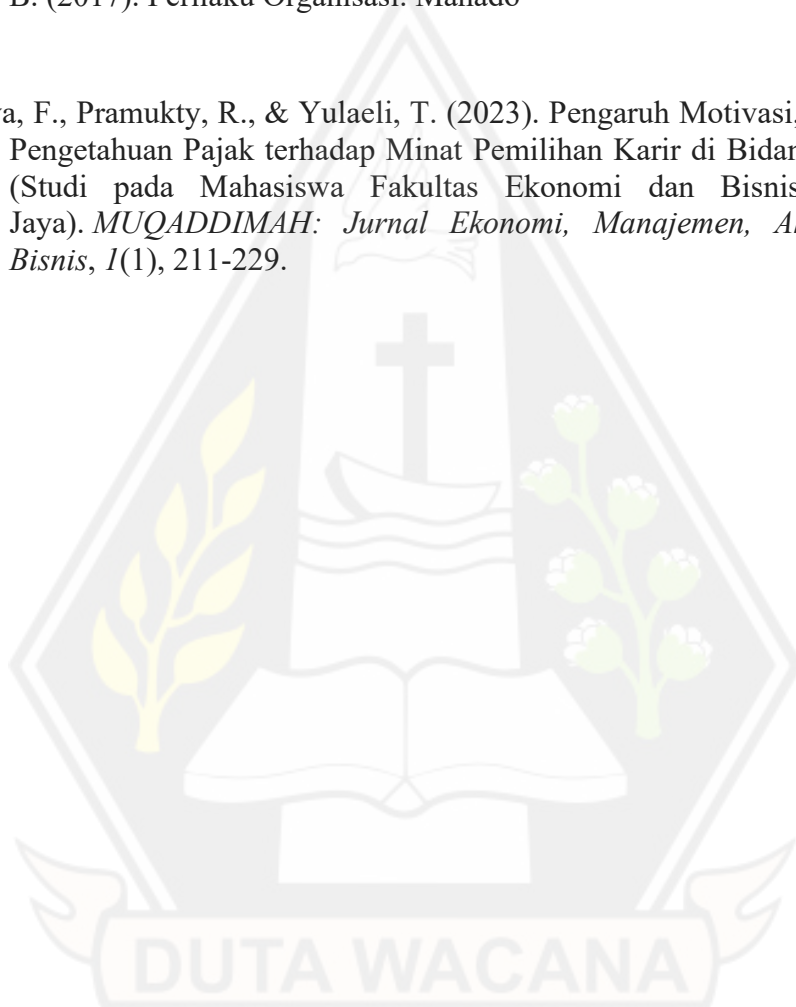 B. (2017). Perilaku Organisasi. Manado
va, F., Pramukty, R., & Yulaeli, T. (2023). Pengaruh Motivasi,
Pengetahuan Pajak terhadap Minat Pemilihan Karir di Bidan
(Studi pada Mahasiswa Fakultas Ekonomi dan Bisnis
Jaya). MUQADDIMAH: Jurnal Ekonomi, Manajemen, A
Bisnis, 1(1), 211-229.
DUTA WACANA